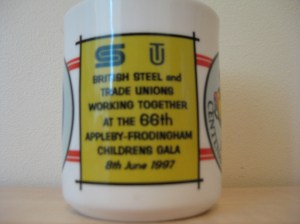 BRITISH STEEL and
TRADE UNIONS
WORKING TOGETHER
AT THE 66th
APPLEBY-FRODINGHAM
CHILDRENS GALA
8th June 1997